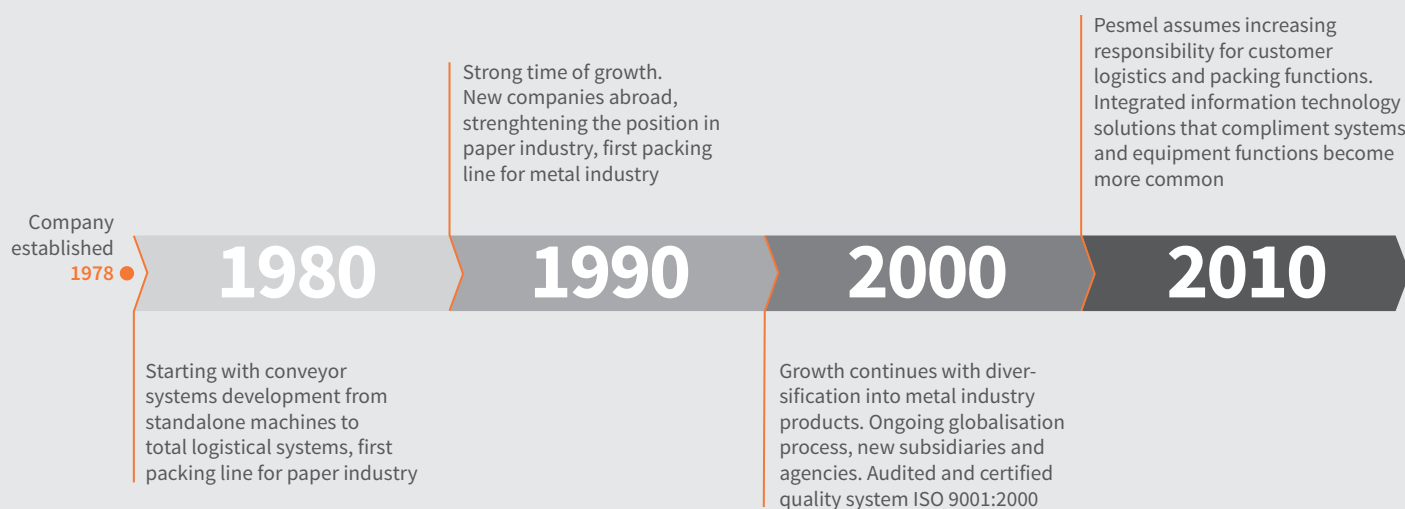 Company
established
1978
1980
Starting with conveyor
systems development from
standalone machines to
total logistical systems, first
packing line for paper industry
Strong time of growth.
New companies abroad,
strenghtening the position in
paper industry, first packing
line for metal industry
1990
2000
Growth continues with diver-
sification into metal industry
products. Ongoing globalisation
process, new subsidiaries and
agencies. Audited and certified
quality system ISO 9001:2000
Pesmel assumes increasing
responsibility for customer
logistics and packing functions.
Integrated information technology
solutions that compliment systems
and equipment functions become
more common
2010